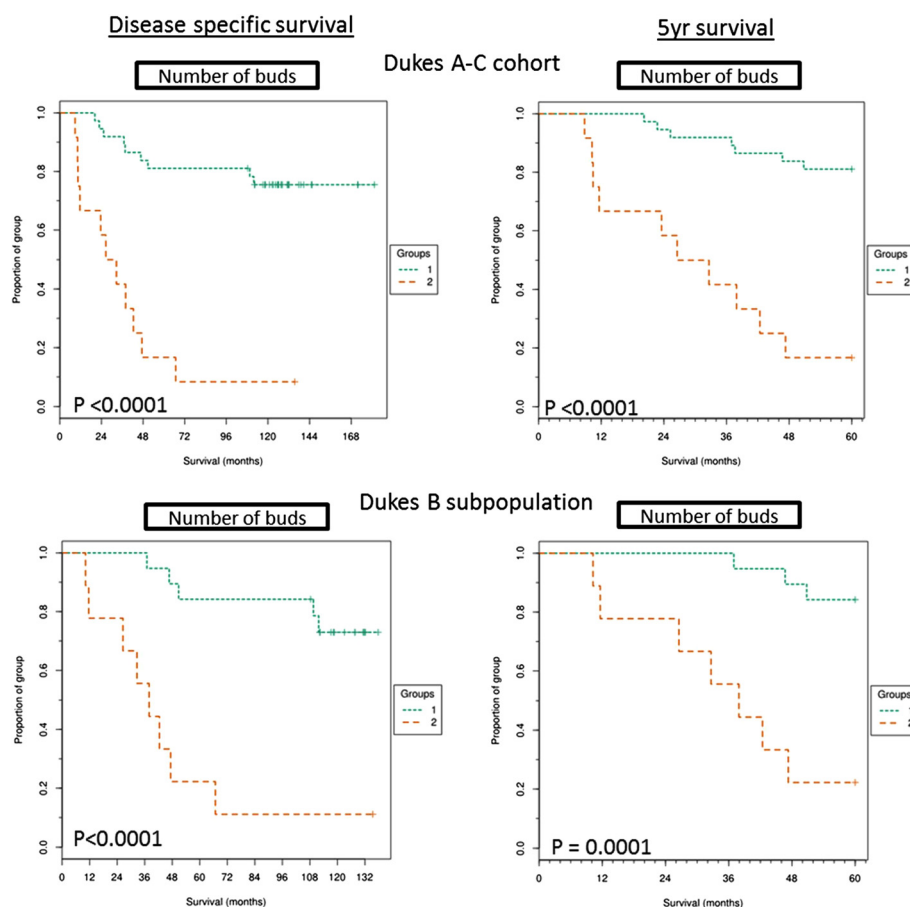 Disease specific survival
5yr survival
Dukes A-C cohort
Number of buds
Number of buds
Proportion of group
1.0
0.8
0.6
0.4
0.2
0.0
Groups
1
2
P <0.0001
0 24 48 72 96 120 144 168
Survival (months)
Proportion of group
1.0
0.8
0.6
0.4
0.2
0.0
Groups
1
2
P <0.0001
0 12 24 36 48 60
Survival (months)
Dukes B subpopulation
Number of buds
Number of buds
Proportion of group
1.0
0.8
0.6
0.4
0.2
0.0
Groups
1
2
P<0.0001
0 12 24 36 48 60 72 84 96 108 132
Survival (months)
Proportion of group
1.0
0.8
0.6
0.4
0.2
0.0
Groups
1
2
P = 0.0001
0 12 24 36 48 60
Survival (months)